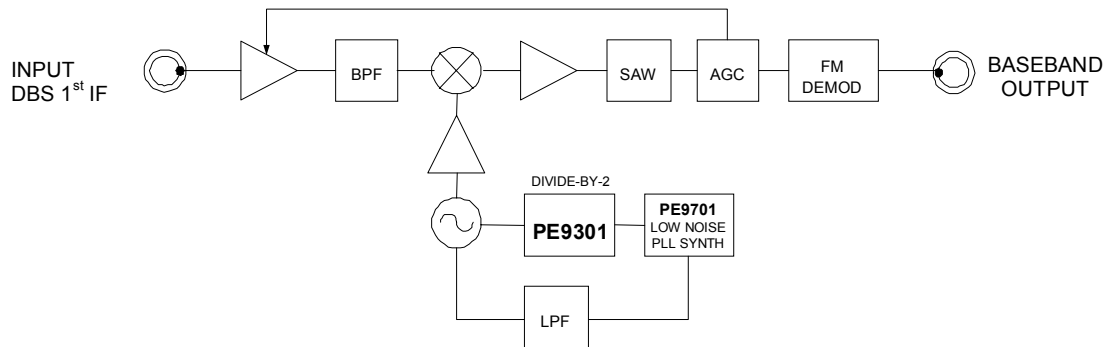 INPUT
DBS 1st IF
BPF
SAW
AGC
FM
DEMOD
BASEBAND
OUTPUT
DIVIDE-BY-2
PE9301
PE9701
LOW NOISE
PLL SYNTH
LPF